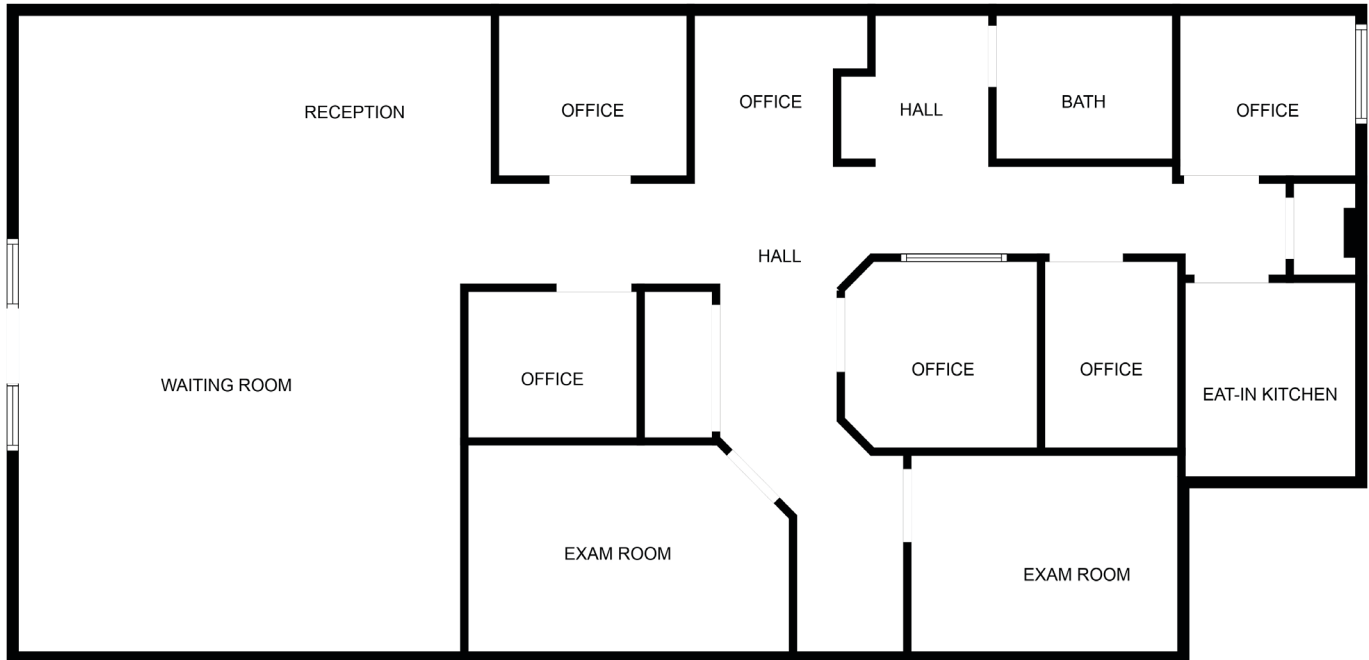 RECEPTION
OFFICE
OFFICE
HALL
BATH
OFFICE
HALL
WAITING ROOM
OFFICE
OFFICE
OFFICE
EAT-IN KITCHEN
EXAM ROOM
EXAM ROOM